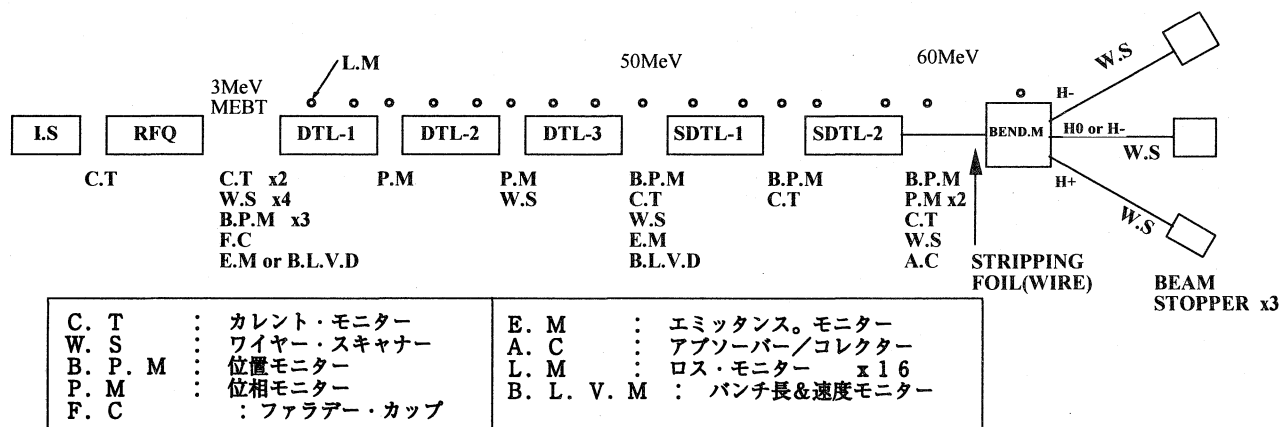 L.M
3MeV
MEBT
50MeV
60MeV
W.S
I.S
RFQ
DTL-1
DTL-2
DTL-3
SDTL-1
SDTL-2
BEND.M
H-
H0 or H-
W.S
H+
W.S
C.T
C.T x2
W.S x4
B.P.M x3
F.C
E.M or B.L.V.D
P.M
P.M
W.S
B.P.M
C.T
W.S
E.M
B.L.V.D
B.P.M
C.T
B.P.M
P.M x2
C.T
W.S
A.C
STRIPPING
FOIL(WIRE)
BEAM
STOPPER x3
C. T : カレント・モニター
W. S : ワイヤー・スキャナー
B. P. M : 位置モニター
P. M : 位相モニター
F. C : ファラデー・カップ
E. M : エミッタンス。モニター
A. C : アブソーバー/コレクター
L. M : ロス・モニター x 16
B. L. V. M : バンチ長&速度モニター